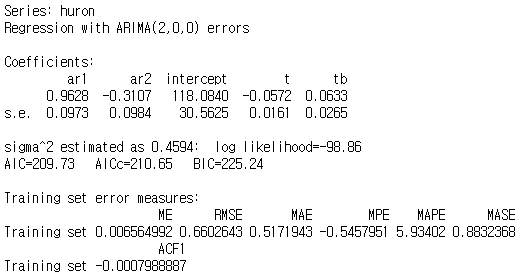 Series: huron
Regression with ARIMA(2,0,0) errors
Coefficients:
ar1 ar2 intercept t tb
0.9628 -0.3107 118.0840 -0.0572 0.0633
s.e. 0.0973 0.0984 30.5625 0.0161 0.0265
sigma^2 estimated as 0.4594: log likelihood=-98.86
AIC=209.73 AICc=210.65 BIC=225.24
Training set error measures:
ME RMSE MAE MPE MAPE MASE
Training set 0.006564992 0.6602643 0.5171943 -0.5457951 5.93402 0.8832368
ACF1
Training set -0.0007988887